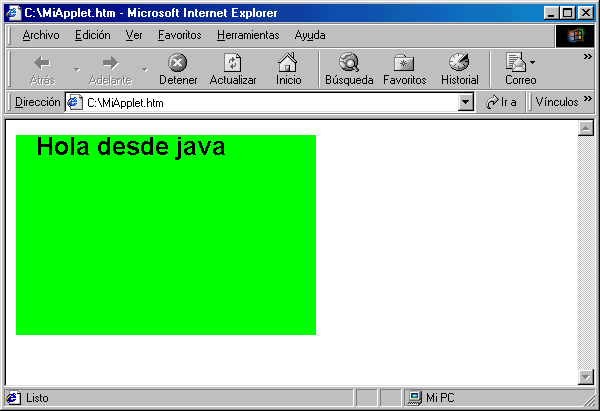 C:\MiApplet.htm - Microsoft Internet Explorer
Archivo Edición Ver Favoritos Herramientas Ayuda
Atrás Adelante Detener Actualizar Inicio Búsqueda Favoritos Historial Correo »
Dirección C:\MiApplet.htm Ir a Vínculos »
Hola desde java
Listo Mi PC